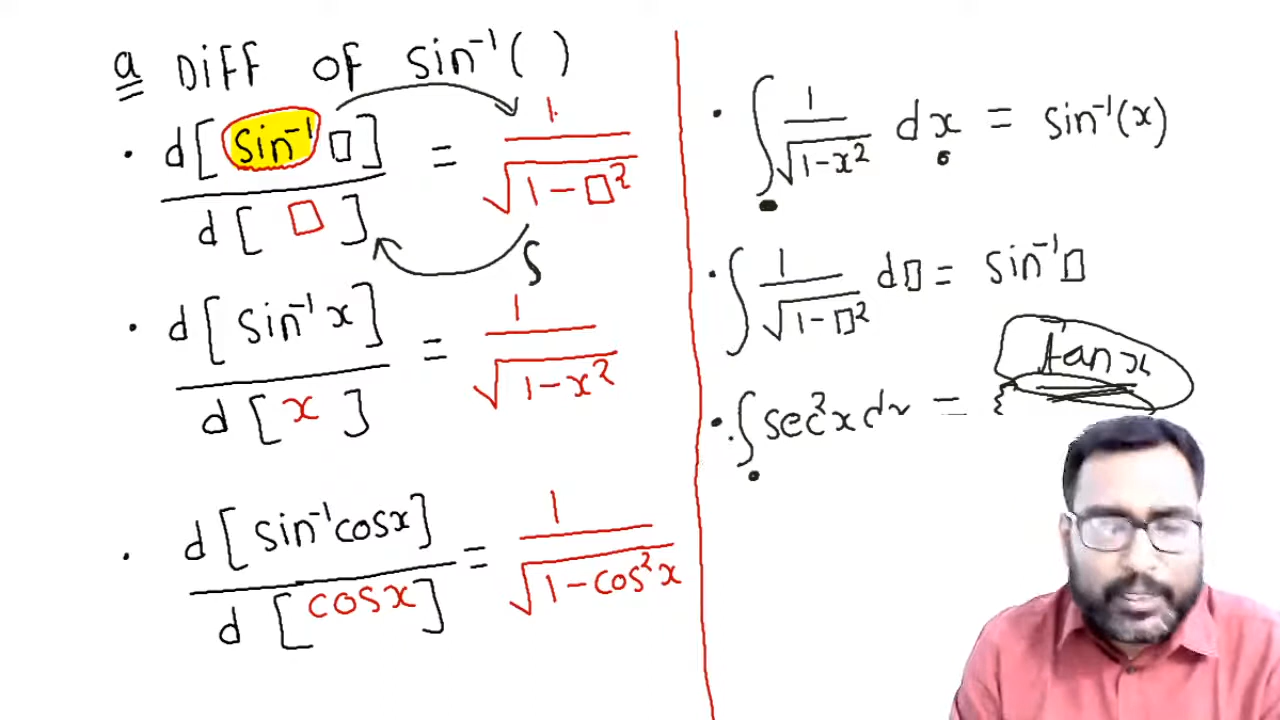 a Diff of sin⁻¹( )
• d[sin⁻¹ □] / d[□] = 1 / √(1 - □²)
∫
• d[sin⁻¹x] / d[x] = 1 / √(1-x²)
• d[sin⁻¹cosx] / d[cosx] = 1 / √(1-cos²x)
• ∫ 1 / √(1-x²) dx = sin⁻¹(x)
• ∫ 1 / √(1-□²) d□ = sin⁻¹□
• ∫ sec²x dx = tan x